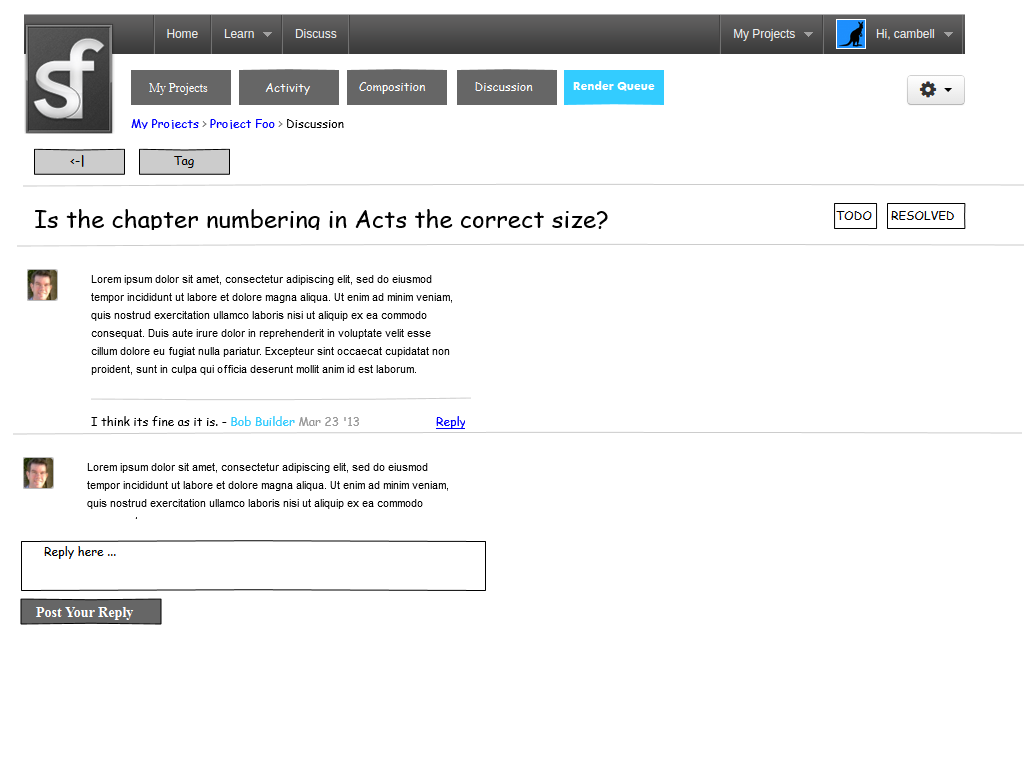 sf
Home Learn Discuss My Projects Hi, cambell
My Projects Activity Composition Discussion Render Queue
My Projects > Project Foo > Discussion
<-| Tag
Is the chapter numbering in Acts the correct size? TODO RESOLVED
Lorem ipsum dolor sit amet, consectetur adipiscing elit, sed do eiusmod
tempor incididunt ut labore et dolore magna aliqua. Ut enim ad minim veniam,
quis nostrud exercitation ullamco laboris nisi ut aliquip ex ea commodo
consequat. Duis aute irure dolor in reprehenderit in voluptate velit esse
cillum dolore eu fugiat nulla pariatur. Excepteur sint occaecat cupidatat non
proident, sunt in culpa qui officia deserunt mollit anim id est laborum.
I think its fine as it is. - Bob Builder Mar 23 '13 Reply
Lorem ipsum dolor sit amet, consectetur adipiscing elit, sed do eiusmod
tempor incididunt ut labore et dolore magna aliqua. Ut enim ad minim veniam,
quis nostrud exercitation ullamco laboris nisi ut aliquip ex ea commodo
Reply here ...
Post Your Reply